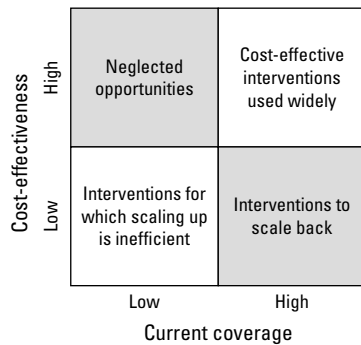 Cost-effectiveness
High
Low
Neglected
opportunities
Cost-effective
interventions
used widely
Interventions for
which scaling up
is inefficient
Interventions to
scale back
Low
High
Current coverage